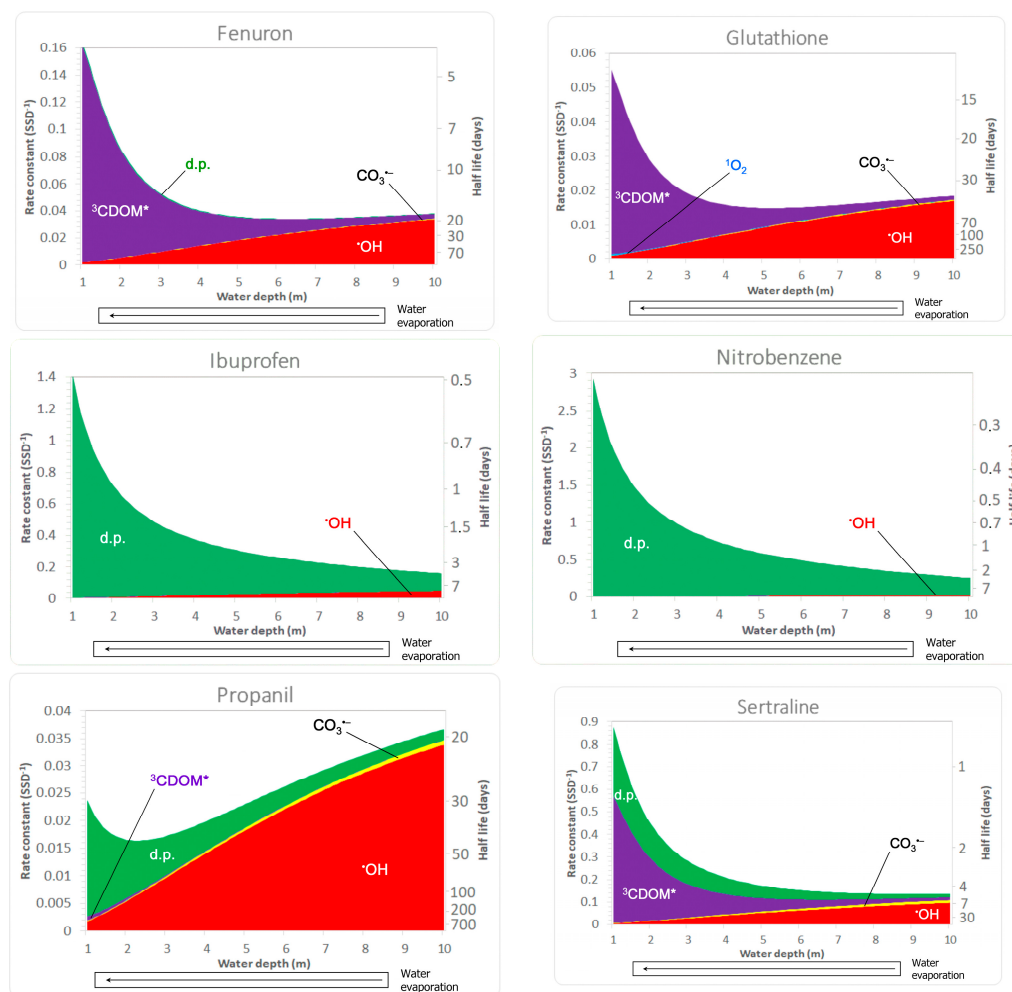 Fenuron
0.16
0.14
0.12
0.1
0.08
0.06
0.04
0.02
0
Rate constant (SSD⁻¹)
5
7
10
20
30
70
Half life (days)
d.p.
CO₃•−
³CDOM*
•OH
1 2 3 4 5 6 7 8 9 10
Water depth (m)
Water
evaporation
Glutathione
0.06
0.05
0.04
0.03
0.02
0.01
0
Rate constant (SSD⁻¹)
15
20
30
70
100
250
Half life (days)
¹O₂
CO₃•−
³CDOM*
•OH
1 2 3 4 5 6 7 8 9 10
Water depth (m)
Water
evaporation
Ibuprofen
1.4
1.2
1
0.8
0.6
0.4
0.2
0
Rate costant (SSD⁻¹)
0.5
0.7
1
1.5
3
7
Half life (days)
•OH
d.p.
1 2 3 4 5 6 7 8 9 10
Water depth (m)
Water
evaporation
Nitrobenzene
3
2.5
2
1.5
1
0.5
0
Rate constant (SSD⁻¹)
0.3
0.4
0.5
0.7
1
2
7
Half life (days)
•OH
d.p.
1 2 3 4 5 6 7 8 9 10
Water depth (m)
Water
evaporation
Propanil
0.04
0.035
0.03
0.025
0.02
0.015
0.01
0.005
0
Rate constant (SSD⁻¹)
20
30
50
100
200
700
Half life (days)
CO₃•−
³CDOM*
d.p.
•OH
1 2 3 4 5 6 7 8 9 10
Water depth (m)
Water
evaporation
Sertraline
0.9
0.8
0.7
0.6
0.5
0.4
0.3
0.2
0.1
0
Rate constant (SSD⁻¹)
1
2
4
7
30
Half life (days)
d.p.
CO₃•−
³CDOM*
•OH
1 2 3 4 5 6 7 8 9 10
Water depth (m)
Water
evaporation